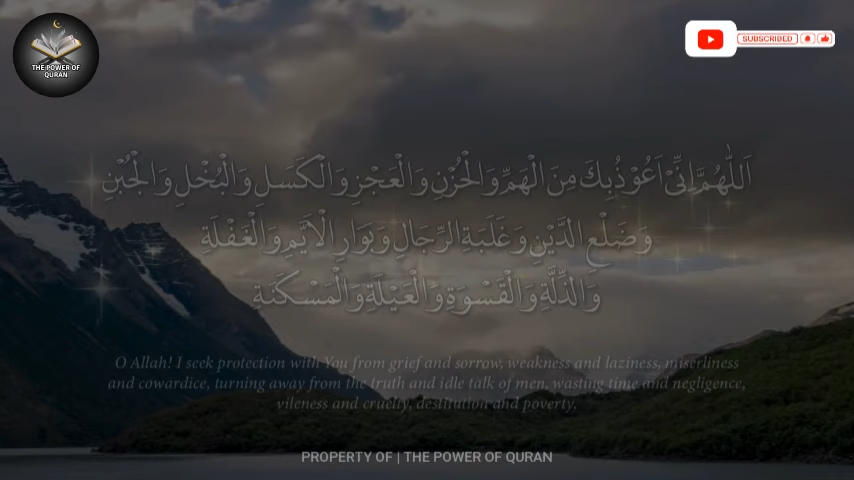 THE POWER OF
QURAN
SUBSCRIBED
اَللّٰهُمَّ اِنِّىْ اَعُوْذُبِكَ مِنَ الْهَمِّ وَالْحُزْنِ وَالْعَجْزِ وَالْكَسَلِ وَالْبُخْلِ وَالْجُبْنِ
وَضَلْعِ الدَّيْنِ وَغَلَبَةِ الرِّجَالِ وَبَوَارِ الْاَيِّمِ وَالْغَفْلَةِ
وَالذِّلَّةِ وَالْقَسْوَةِ وَالْعَيْلَةِ وَالْمَسْكَنَةِ
O Allah! I seek protection with You from grief and sorrow, weakness and laziness, miserliness
and cowardice, turning away from the truth and idle talk of men, wasting time and negligence,
vileness and cruelty, destitution and poverty.
PROPERTY OF | THE POWER OF QURAN